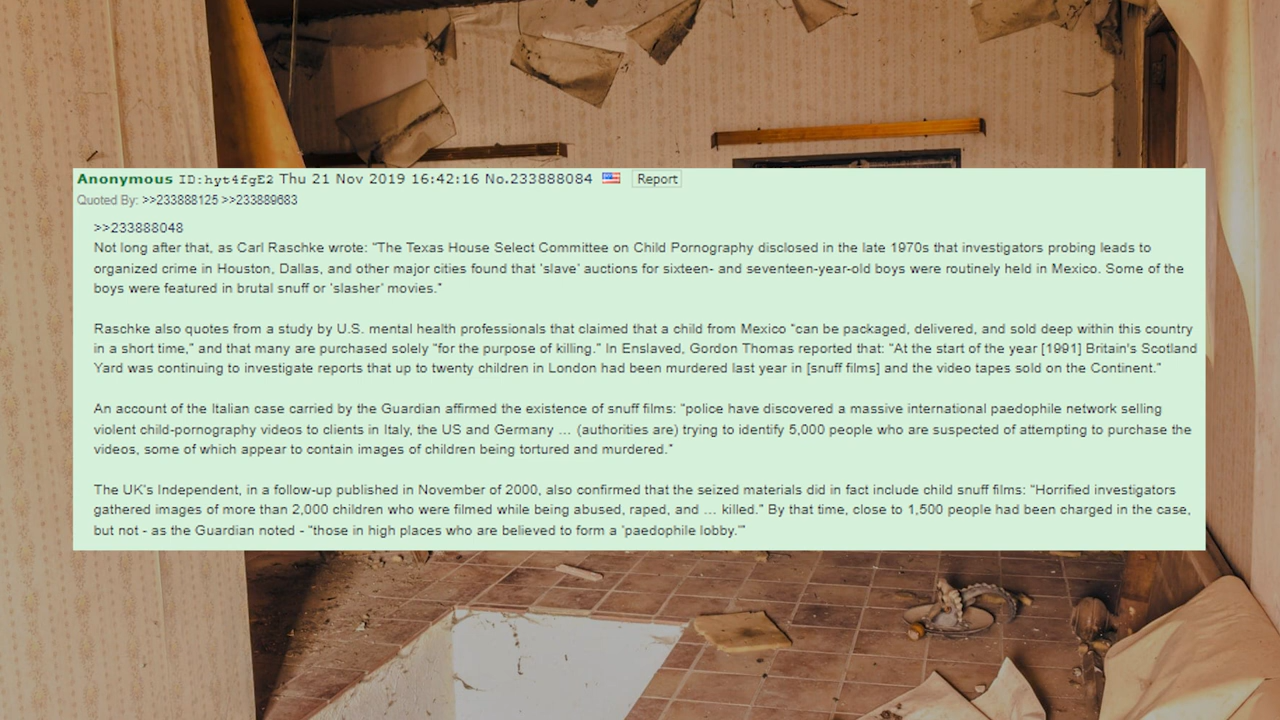 Anonymous ID:hyt4fgE2 Thu 21 Nov 2019 16:42:16 No.233888084 Report
Quoted By: >>233888125 >>233889683
>>233888048
Not long after that, as Carl Raschke wrote: “The Texas House Select Committee on Child Pornography disclosed in the late 1970s that investigators probing leads to
organized crime in Houston, Dallas, and other major cities found that 'slave' auctions for sixteen- and seventeen-year-old boys were routinely held in Mexico. Some of the
boys were featured in brutal snuff or 'slasher' movies.”
Raschke also quotes from a study by U.S. mental health professionals that claimed that a child from Mexico “can be packaged, delivered, and sold deep within this country
in a short time,” and that many are purchased solely “for the purpose of killing.” In Enslaved, Gordon Thomas reported that: “At the start of the year [1991] Britain's Scotland
Yard was continuing to investigate reports that up to twenty children in London had been murdered last year in [snuff films] and the video tapes sold on the Continent.”
An account of the Italian case carried by the Guardian affirmed the existence of snuff films: “police have discovered a massive international paedophile network selling
violent child-pornography videos to clients in Italy, the US and Germany … (authorities are) trying to identify 5,000 people who are suspected of attempting to purchase the
videos, some of which appear to contain images of children being tortured and murdered.”
The UK's Independent, in a follow-up published in November of 2000, also confirmed that the seized materials did in fact include child snuff films: “Horrified investigators
gathered images of more than 2,000 children who were filmed while being abused, raped, and … killed.” By that time, close to 1,500 people had been charged in the case,
but not - as the Guardian noted - “those in high places who are believed to form a 'paedophile lobby.'”